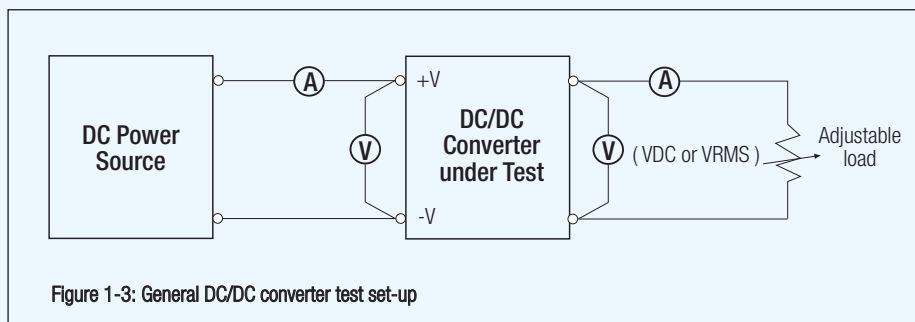 DC Power
Source
A
V
+V
-V
DC/DC
Converter
under Test
A
V
( VDC or VRMS )
Adjustable
load
Figure 1-3: General DC/DC converter test set-up